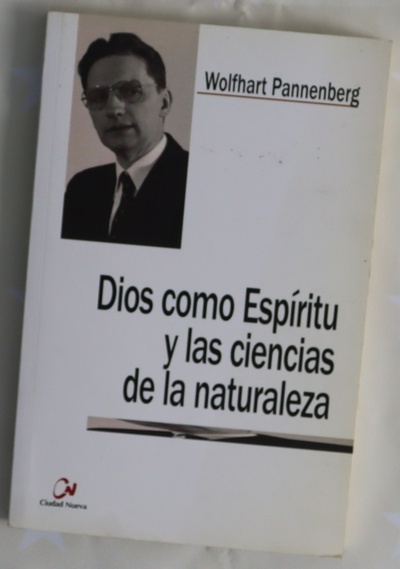 Wolfhart Pannenberg
Dios como Espíritu
y las ciencias
de la naturaleza
Ciudad Nueva